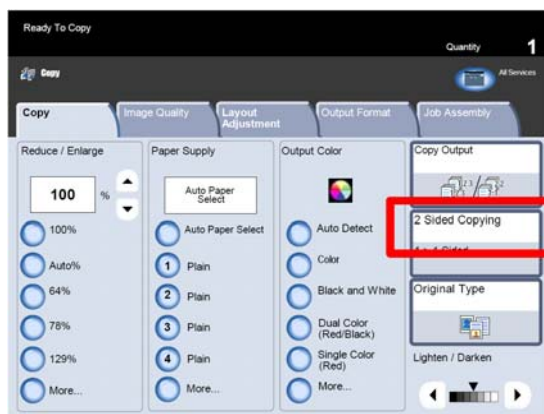 Ready To Copy
Quantity 1
Copy
All Services
Copy
Image Quality
Layout
Adjustment
Output Format
Job Assembly
Reduce / Enlarge
100 %
100%
Auto%
64%
78%
129%
More...
Paper Supply
Auto Paper
Select
Auto Paper Select
1 Plain
2 Plain
3 Plain
4 Plain
More...
Output Color
Auto Detect
Color
Black and White
Dual Color
(Red/Black)
Single Color
(Red)
More...
Copy Output
2 Sided Copying
Original Type
Lighten / Darken